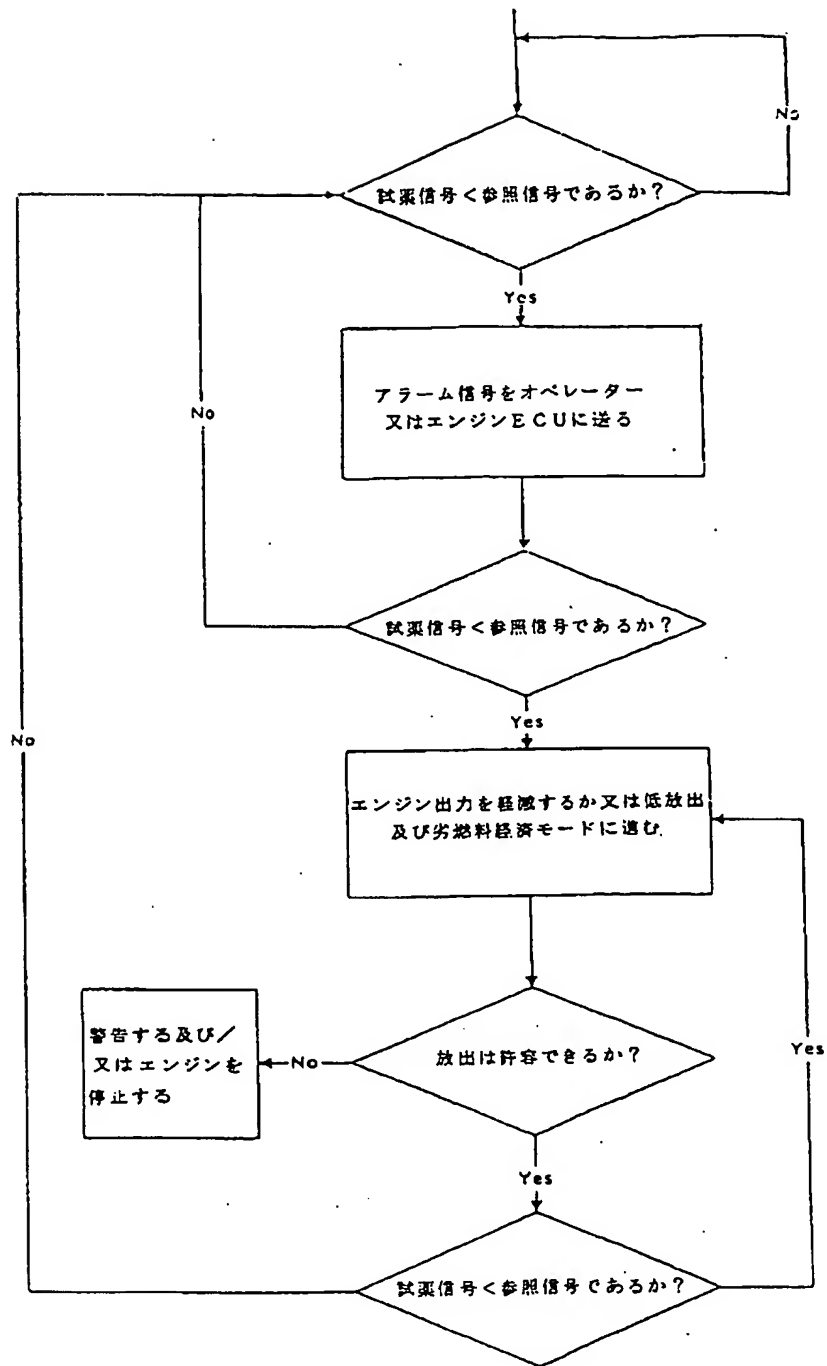 No
試薬信号<参照信号であるか?
Yes
アラーム信号をオペレーター
又はエンジンECUに送る
No
試薬信号<参照信号であるか?
Yes
No
エンジン出力を軽減するか又は低放出
及び劣燃料経済モードに進む.
警告する及び/
又はエンジンを
停止する
No
放出は許容できるか?
Yes
Yes
試薬信号<参照信号であるか?